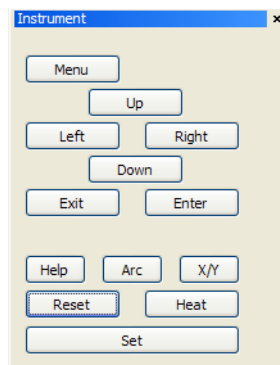 Instrument ×
Menu
Up
Left Right
Down
Exit Enter
Help Arc X/Y
Reset Heat
Set